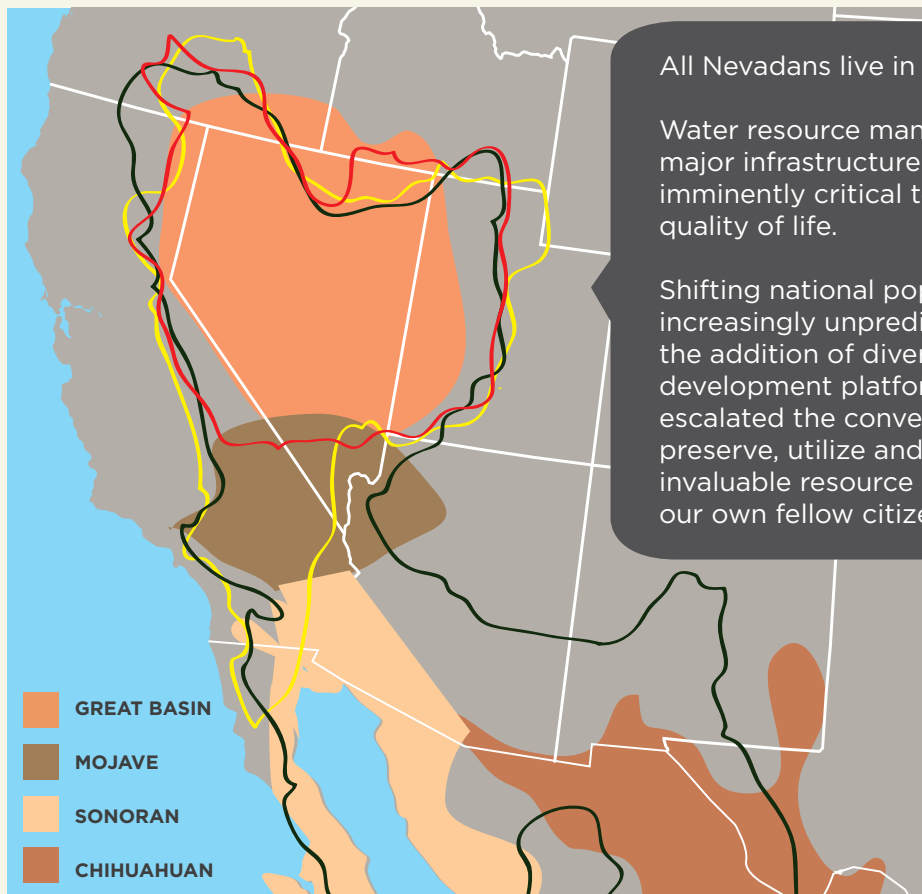 All Nevadans live in
Water resource man
major infrastructure
imminently critical t
quality of life.
Shifting national pop
increasingly unpredi
the addition of diver
development platfor
escalated the conve
preserve, utilize and
invaluable resource
our own fellow citize
GREAT BASIN
MOJAVE
SONORAN
CHIHUAHUAN